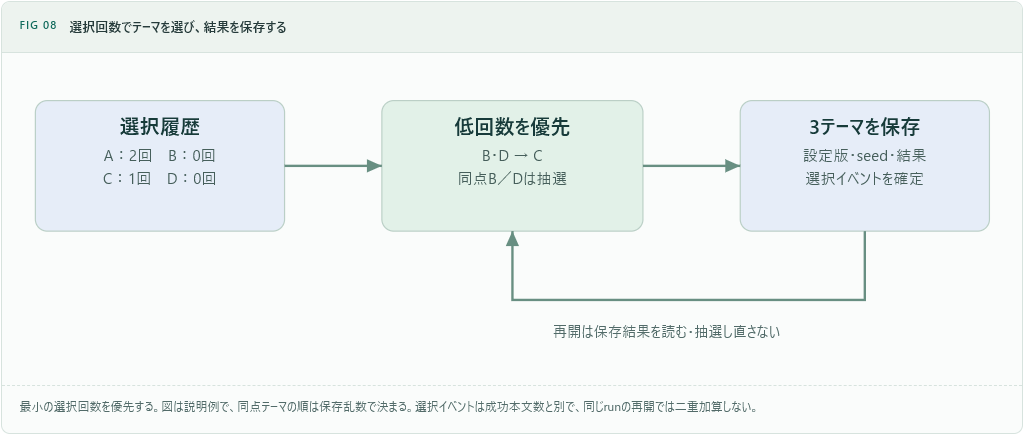 FIG 08 選択回数でテーマを選び、結果を保存する
選択履歴
A：2回 B：0回
C：1回 D：0回
低回数を優先
B・D → C
同点B／Dは抽選
3テーマを保存
設定版・seed・結果
選択イベントを確定
再開は保存結果を読む・抽選し直さない
最小の選択回数を優先する。図は説明例で、同点テーマの順は保存乱数で決まる。選択イベントは成功本文数と別で、同じrunの再開では二重加算しない。